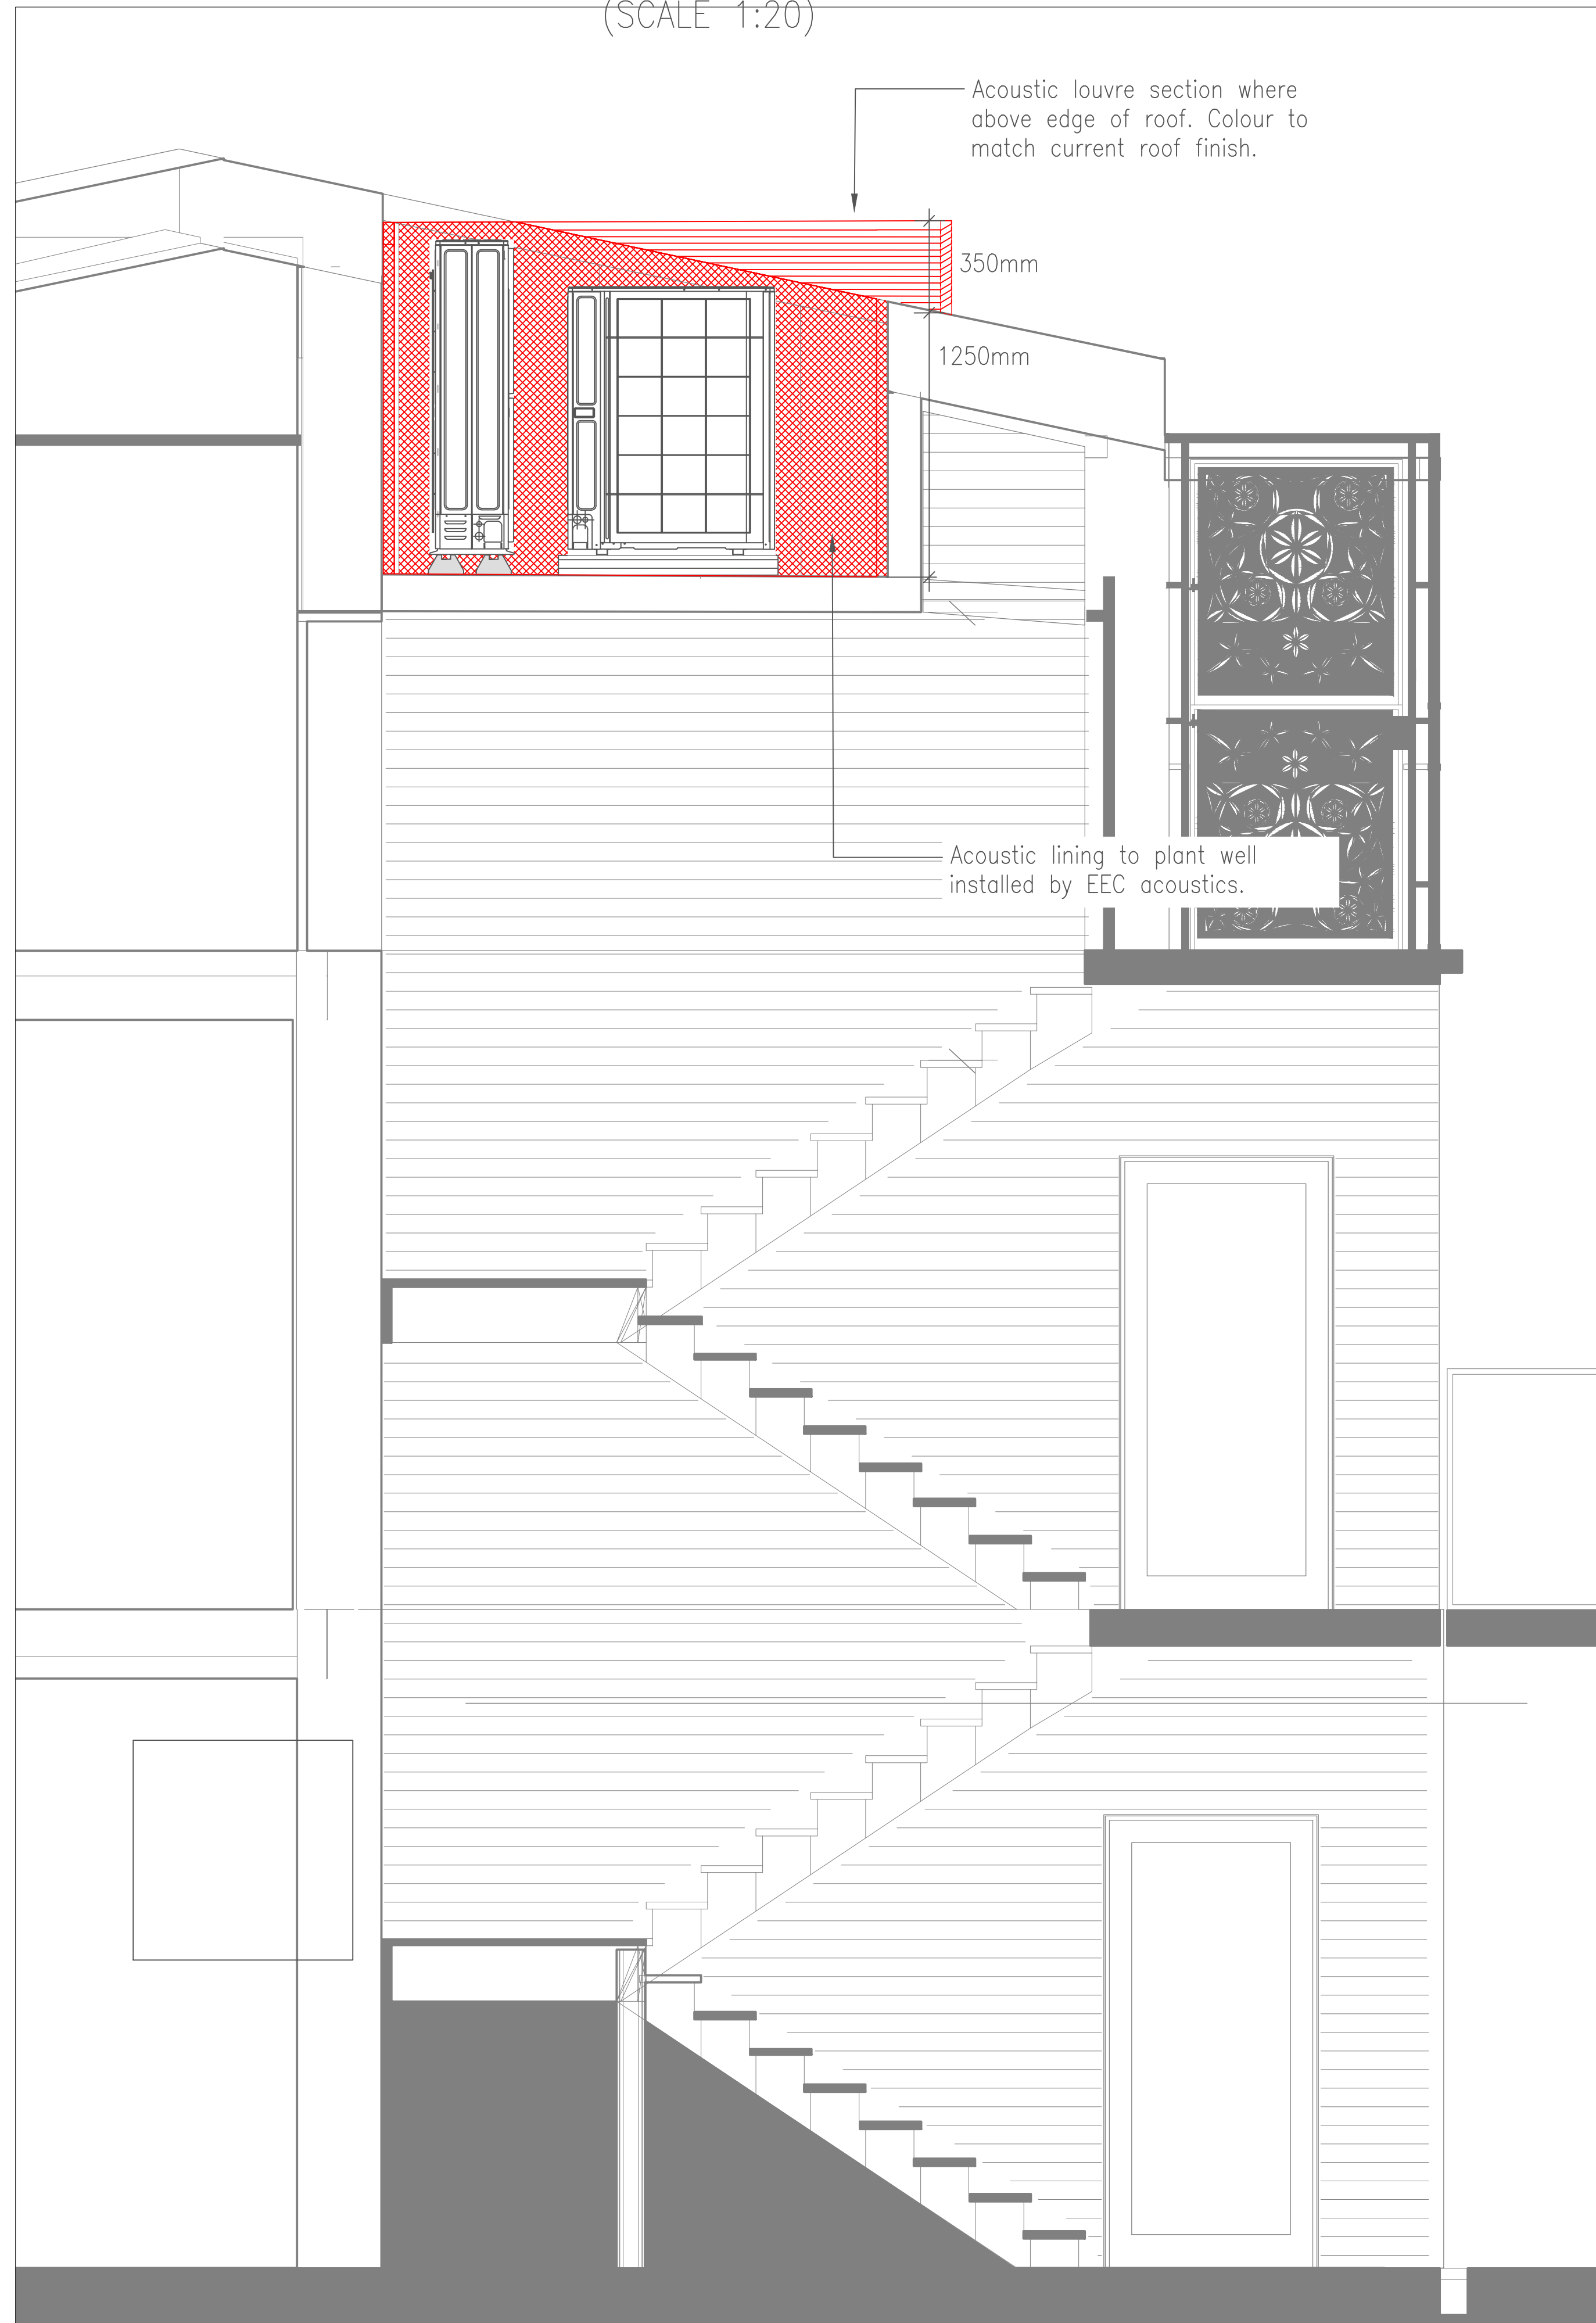 (SCALE 1:20)
Acoustic louvre section where
above edge of roof. Colour to
match current roof finish.
350mm
1250mm
Acoustic lining to plant well
installed by EEC acoustics.